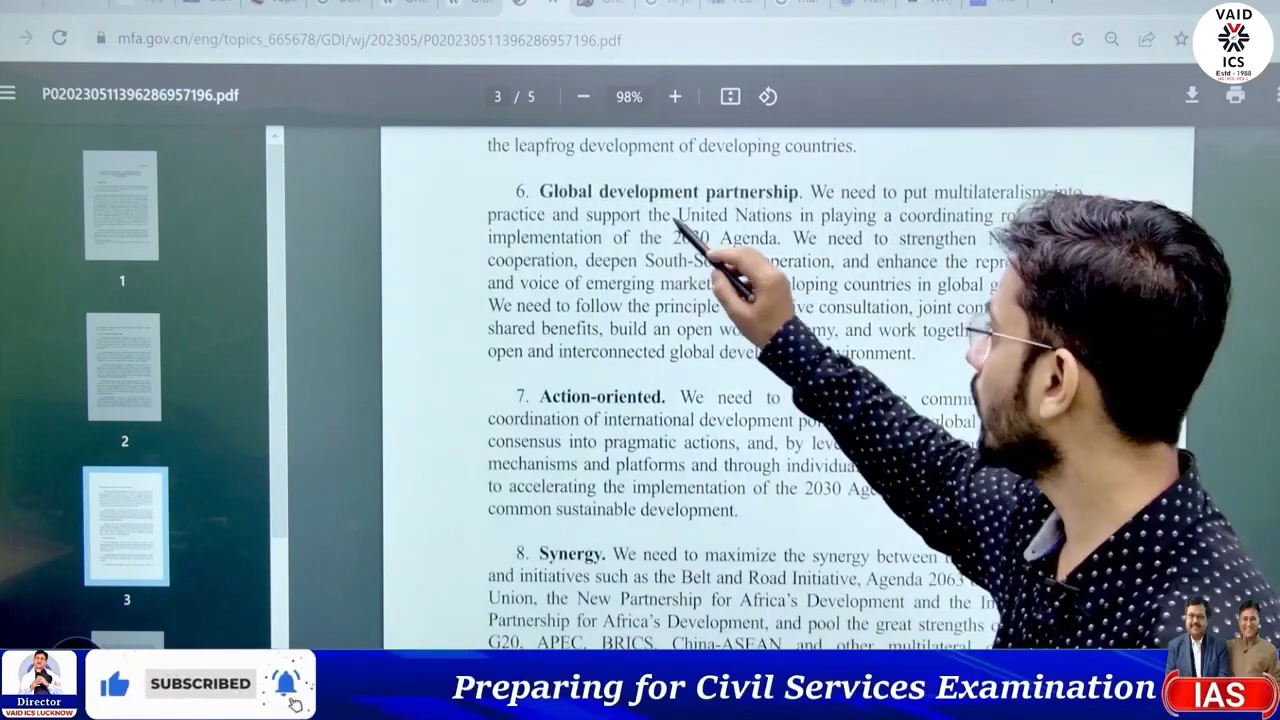 VAID
ICS
Estd - 1988
mfa.gov.cn/eng/topics_665678/GDI/wj/202305/P020230511396286957196.pdf
P020230511396286957196.pdf
3 / 5
98%
the leapfrog development of developing countries.
6. Global development partnership. We need to put multilateralism into
practice and support the United Nations in playing a coordinating
implementation of the 2030 Agenda. We need to strengthen
cooperation, deepen and enhance the
and voice of emerging countries in global
We need to follow the principle consultation, joint
shared benefits, build an open and work
open and interconnected global
7. Action-oriented. We need to
coordination of international development
consensus into pragmatic actions, and, by
mechanisms and platforms and through
to accelerating the implementation of the 2030
common sustainable development.
8. Synergy. We need to maximize the synergy between
and initiatives such as the Belt and Road Initiative, Agenda 2063
Union, the New Partnership for Africa's Development and the
Partnership for Africa's Development, and pool the great strengths
G20, APEC, BRICS, China-ASEAN and other multilateral
1
2
3
Director
VAID ICS LUCKNOW
SUBSCRIBED
Preparing for Civil Services Examination
IAS